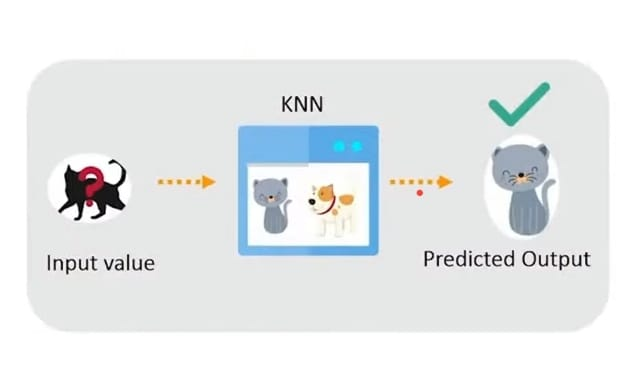 KNN
?
Input value
Predicted Output